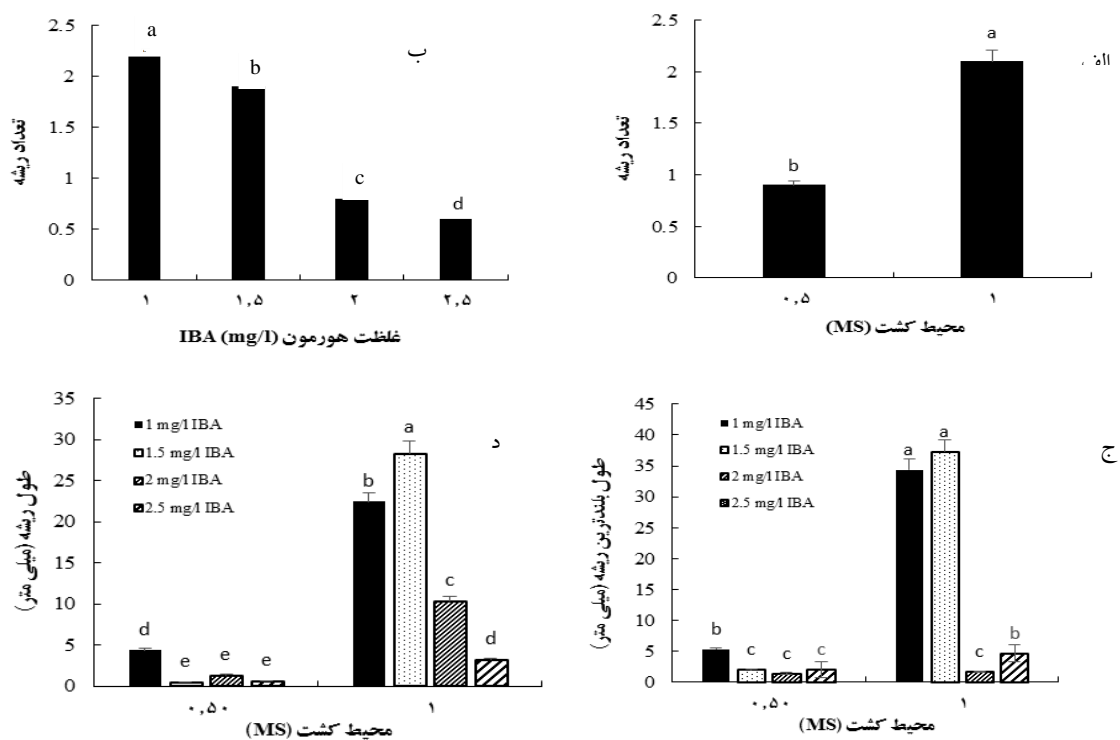 الف
تعداد ریشه
2.5
2
1.5
1
0.5
0
b
a
۰٫۵
۱
محیط کشت (MS)
ب
تعداد ریشه
2.5
2
1.5
1
0.5
0
a
b
c
d
۱
۱٫۵
۲
۲٫۵
غلظت هورمون IBA (mg/l)
ج
طول بلندترین ریشه (میلی متر)
45
40
35
30
25
20
15
10
5
0
1 mg/l IBA
1.5 mg/l IBA
2 mg/l IBA
2.5 mg/l IBA
b
c
c
c
a
a
c
b
۰٫۵۰
۱
محیط کشت (MS)
د
طول ریشه (میلی متر)
35
30
25
20
15
10
5
0
1 mg/l IBA
1.5 mg/l IBA
2 mg/l IBA
2.5 mg/l IBA
d
e
e
e
b
a
c
d
۰٫۵۰
۱
محیط کشت (MS)